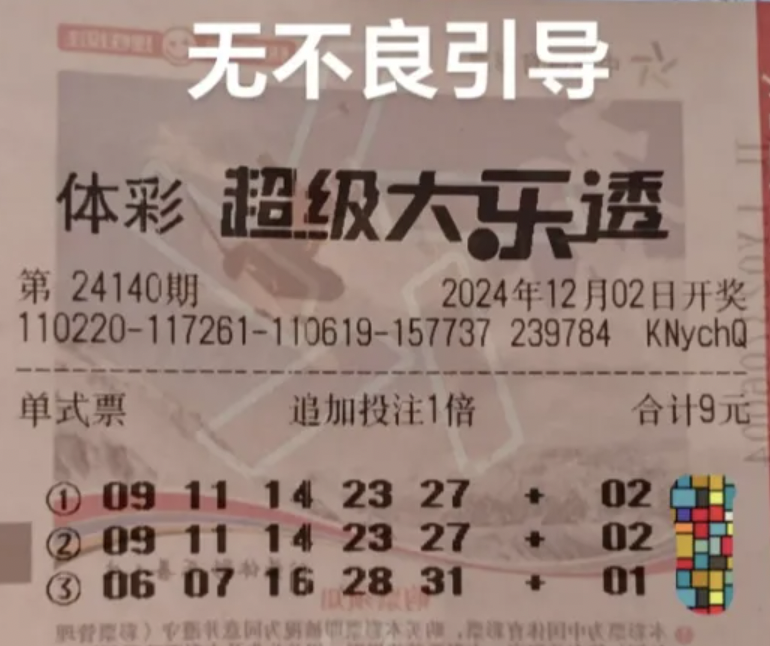 无不良引导
体彩 超级大乐透
第 24140期 2024年12月02日开奖
110220-117261-110619-157737 239784 KNychQ
单式票 追加投注1倍 合计9元
① 09 11 14 23 27 + 02
② 09 11 14 23 27 + 02
③ 06 07 16 28 31 + 01